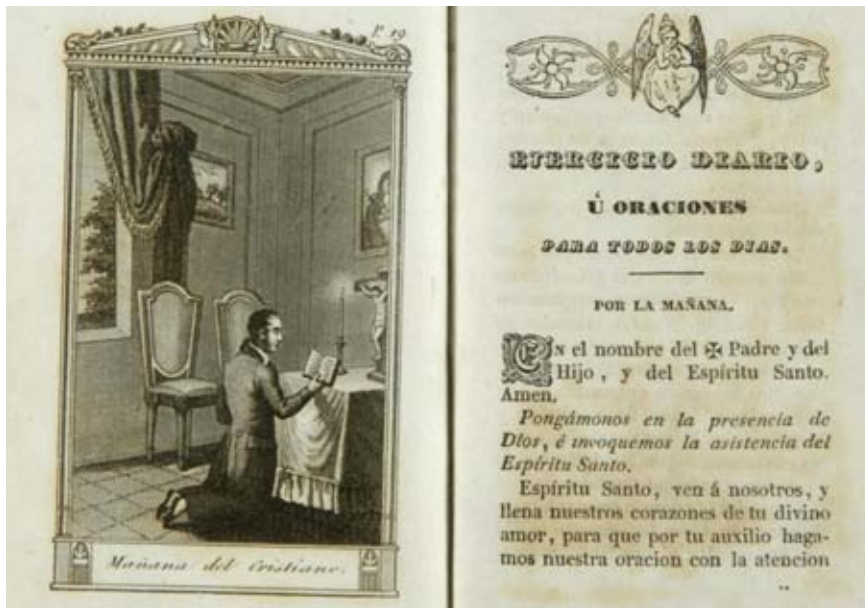 P. 19
Mañana del Cristiano.
EJERCICIO DIARIO,
Ú ORACIONES
PARA TODOS LOS DIAS.
POR LA MAÑANA.
EN el nombre del ✠ Padre y del
Hijo, y del Espíritu Santo.
Amen.
Pongámonos en la presencia de
Dios, é invoquemos la asistencia del
Espíritu Santo.
Espíritu Santo, ven á nosotros, y
llena nuestros corazones de tu divino
amor, para que por tu auxilio haga-
mos nuestra oracion con la atencion
..